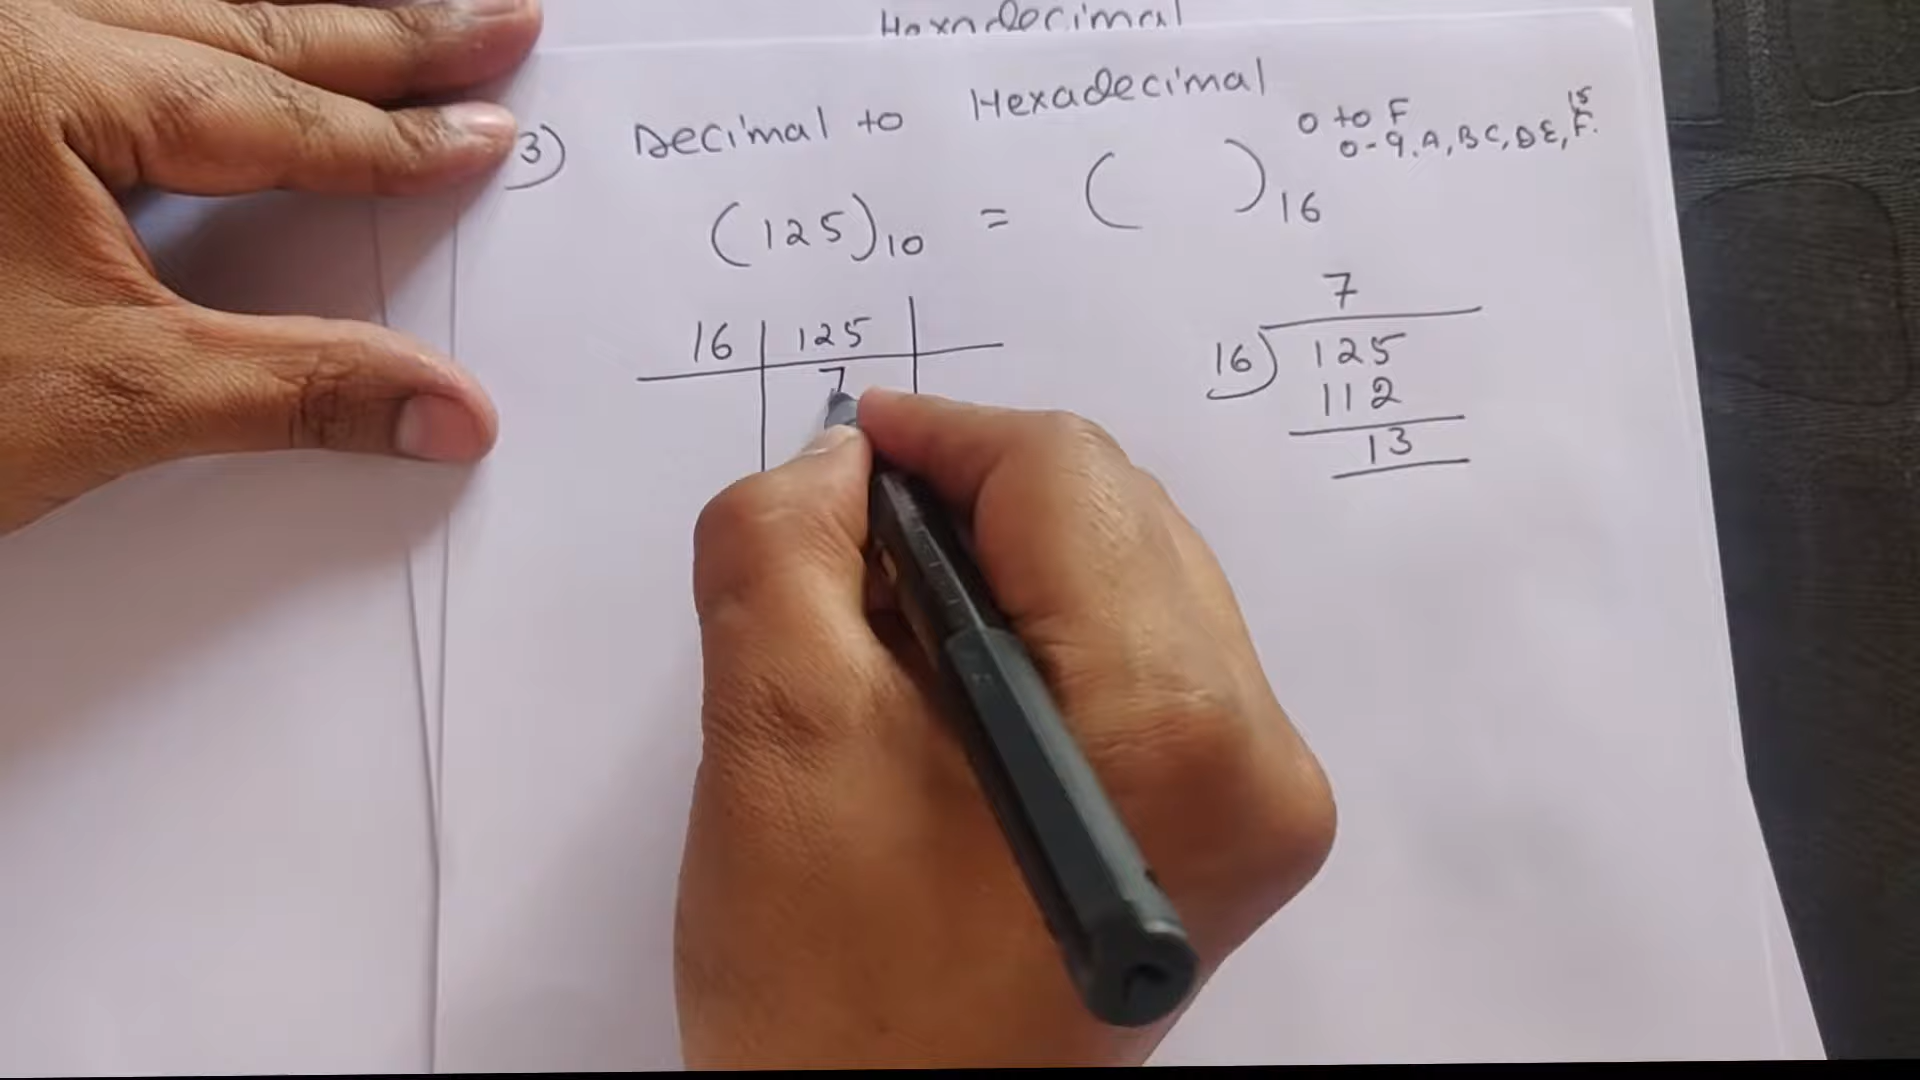 Hexadecimal
3) Decimal to Hexadecimal
0 to F 15
0-9, A, B C, D E, F.
(125)10 = ( )16
16 125
7
7
16) 125
112
13